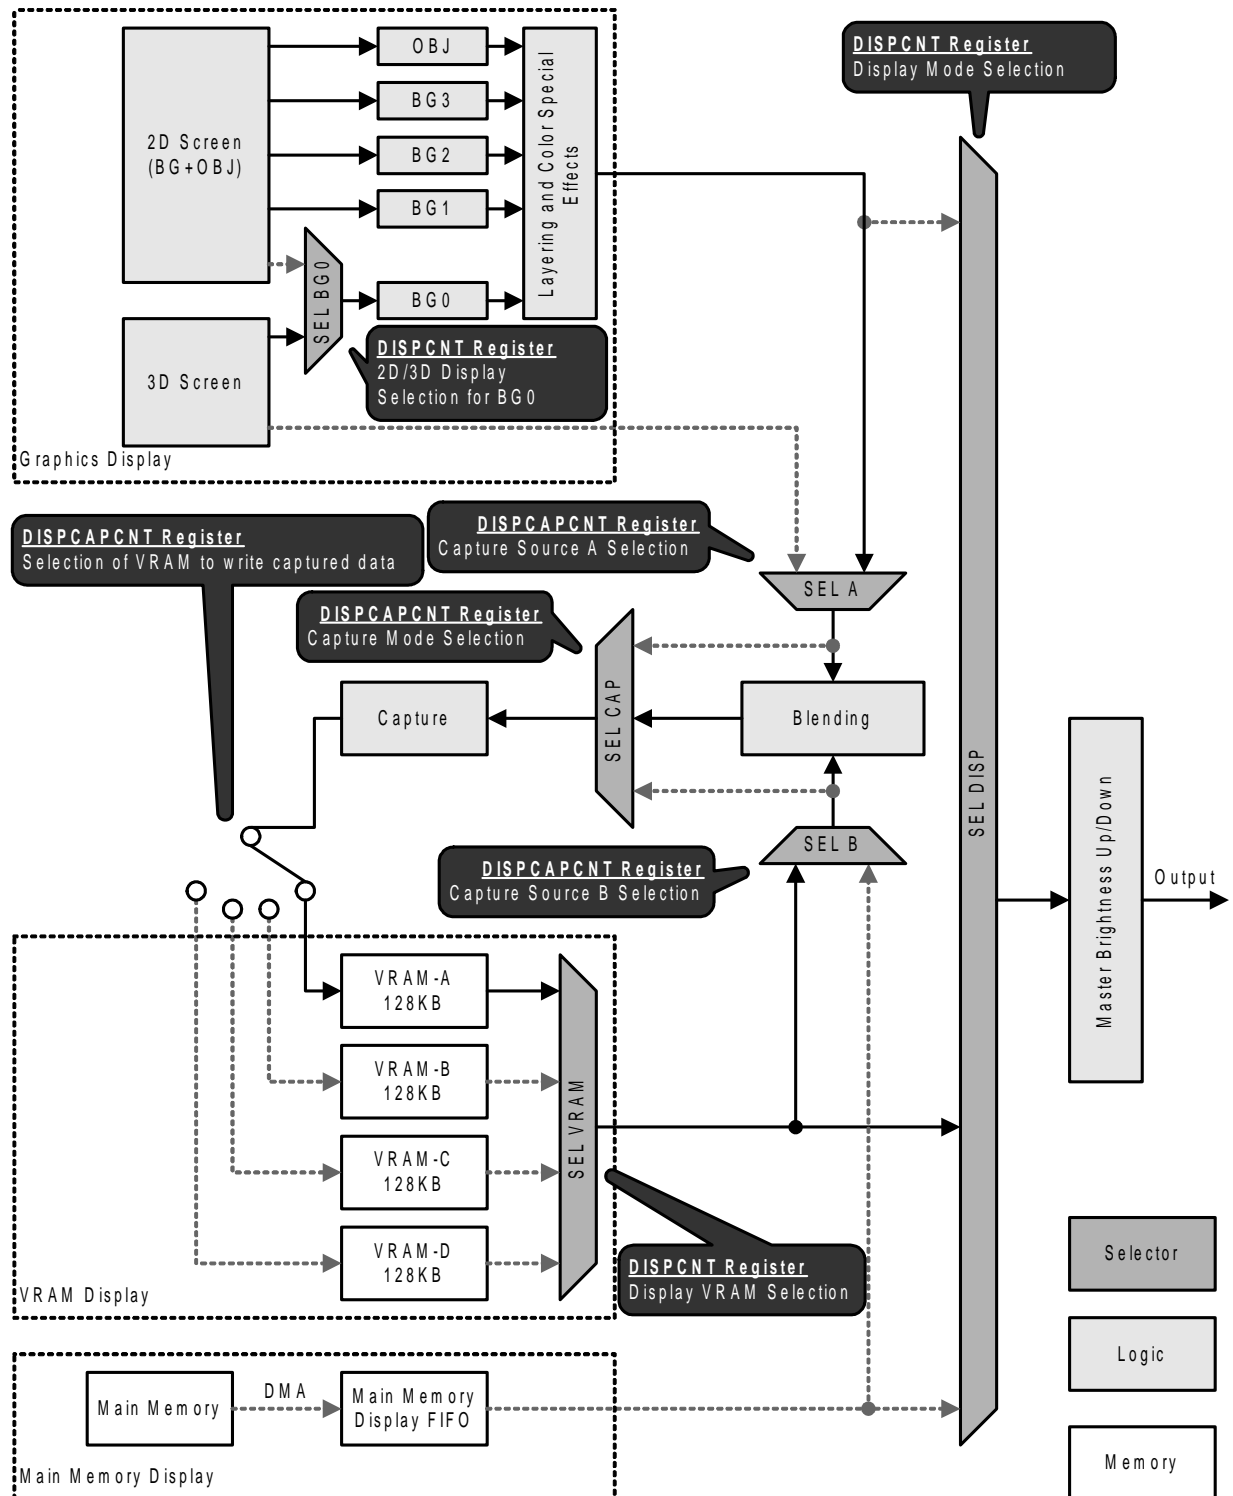 DISPCNT Register
Display Mode Selection
OBJ
BG3
2D Screen
(BG+OBJ)
BG2
BG1
Layering and Color Special
Effects
SEL BG0
BG0
DISPCNT Register
2D/3D Display
Selection for BG0
3D Screen
Graphics Display
DISPCAPCNT Register
Selection of VRAM to write captured data
DISPCAPCNT Register
Capture Source A Selection
SEL A
DISPCAPCNT Register
Capture Mode Selection
SEL CAP
Capture
Blending
SEL DISP
SEL B
DISPCAPCNT Register
Capture Source B Selection
Master Brightness Up/Down
Output
VRAM-A
128KB
VRAM-B
128KB
VRAM-C
128KB
VRAM-D
128KB
SEL VRAM
VRAM Display
DISPCNT Register
Display VRAM Selection
Selector
Logic
Memory
Main Memory
DMA
Main Memory
Display FIFO
Main Memory Display